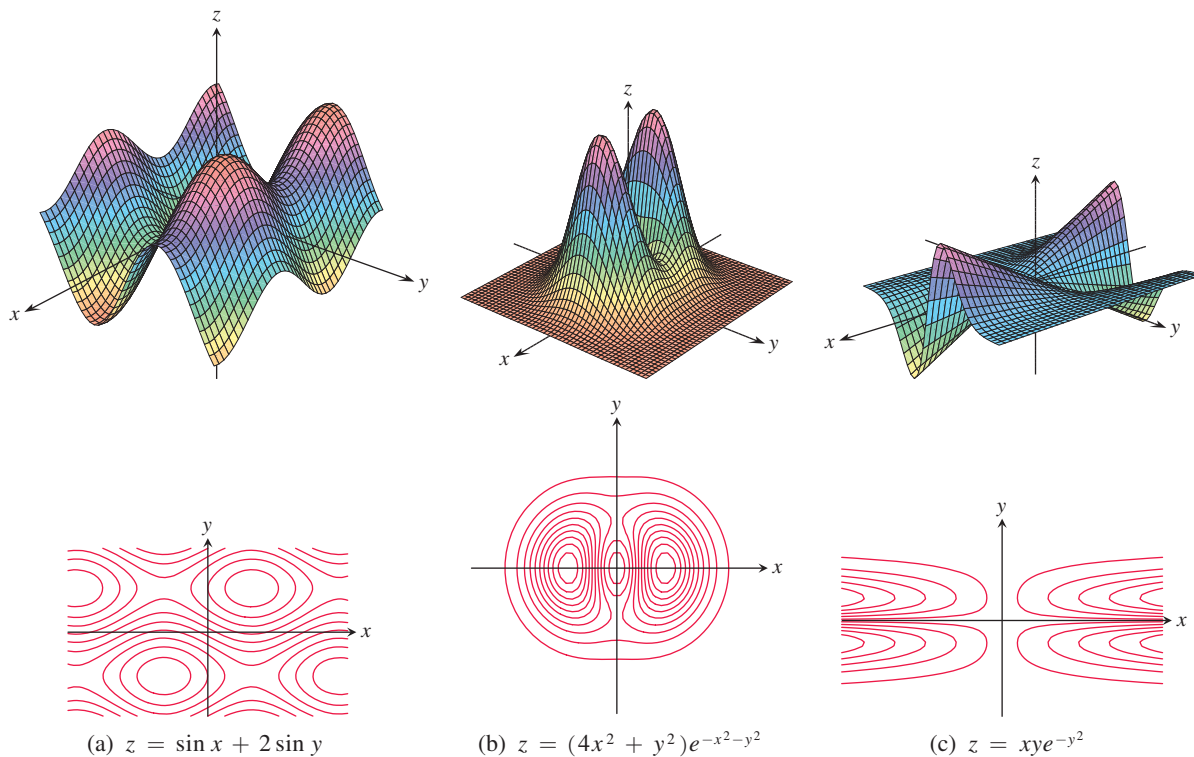 z
x
y
z
x
y
z
x
y
y
x
y
x
y
x
(a) z = sin x + 2 sin y
(b) z = (4x² + y²)e^{−x²−y²}
(c) z = xye^{−y²}